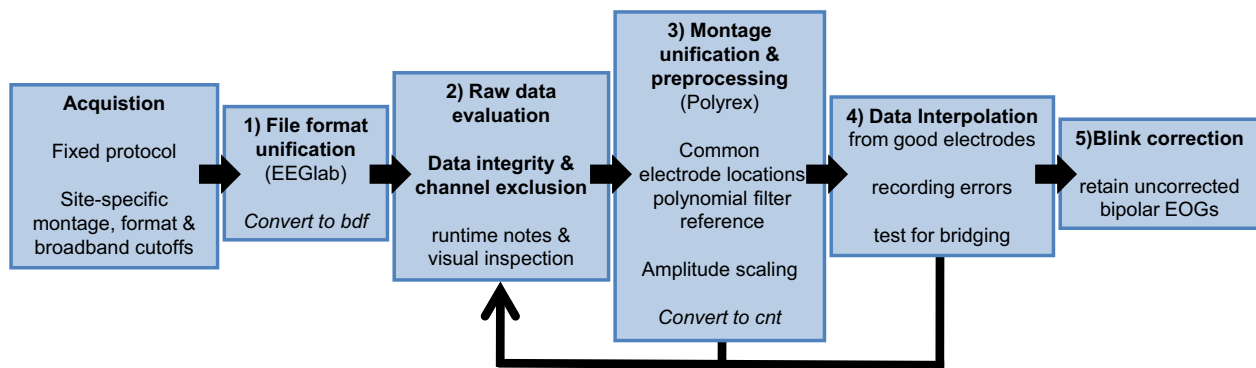 Acquistion
Fixed protocol
Site-specific
montage, format &
broadband cutoffs
1) File format
unification
(EEGlab)
Convert to bdf
2) Raw data
evaluation
Data integrity &
channel exclusion
runtime notes &
visual inspection
3) Montage
unification &
preprocessing
(Polyrex)
Common
electrode locations
polynomial filter
reference
Amplitude scaling
Convert to cnt
4) Data Interpolation
from good electrodes
recording errors
test for bridging
5)Blink correction
retain uncorrected
bipolar EOGs